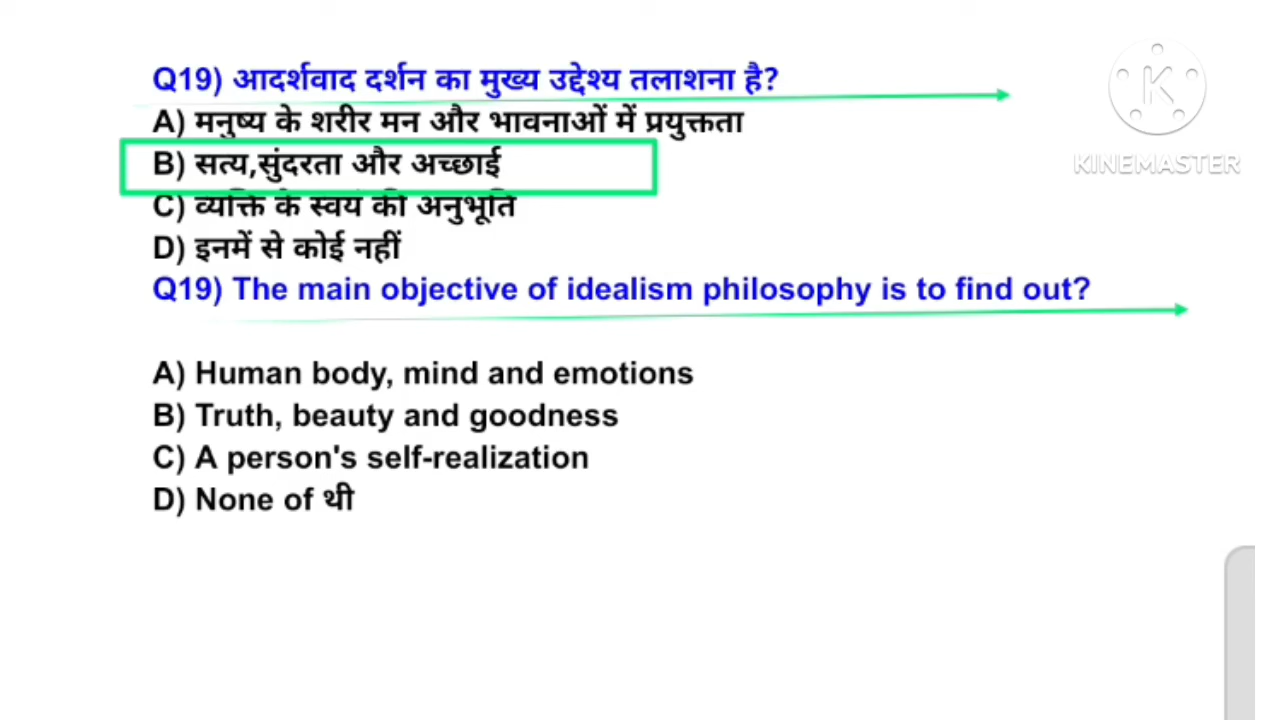 Q19) आदर्शवाद दर्शन का मुख्य उद्देश्य तलाशना है?
A) मनुष्य के शरीर मन और भावनाओं में प्रयुक्तता
B) सत्य,सुंदरता और अच्छाई
C) व्यक्ति के स्वयं की अनुभूति
D) इनमें से कोई नहीं
Q19) The main objective of idealism philosophy is to find out?
A) Human body, mind and emotions
B) Truth, beauty and goodness
C) A person's self-realization
D) None of थी
K
KINEMASTER